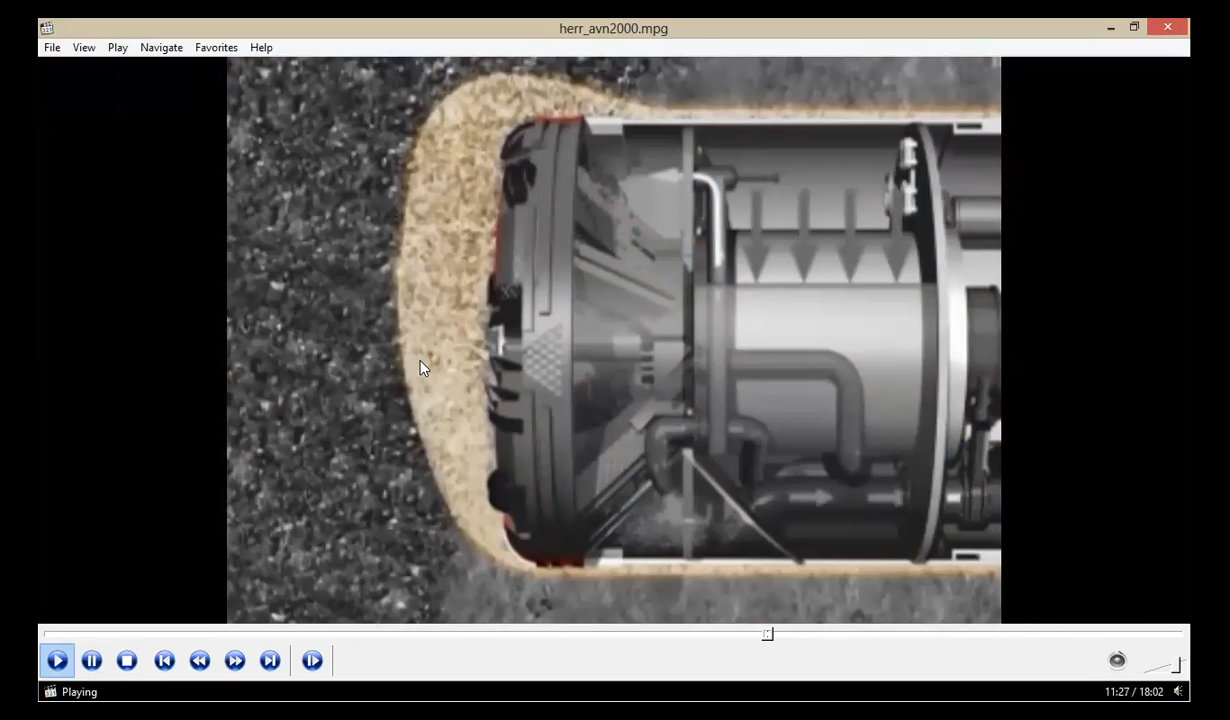 herr_avn2000.mpg
File View Play Navigate Favorites Help
Playing
11:27 / 18:02